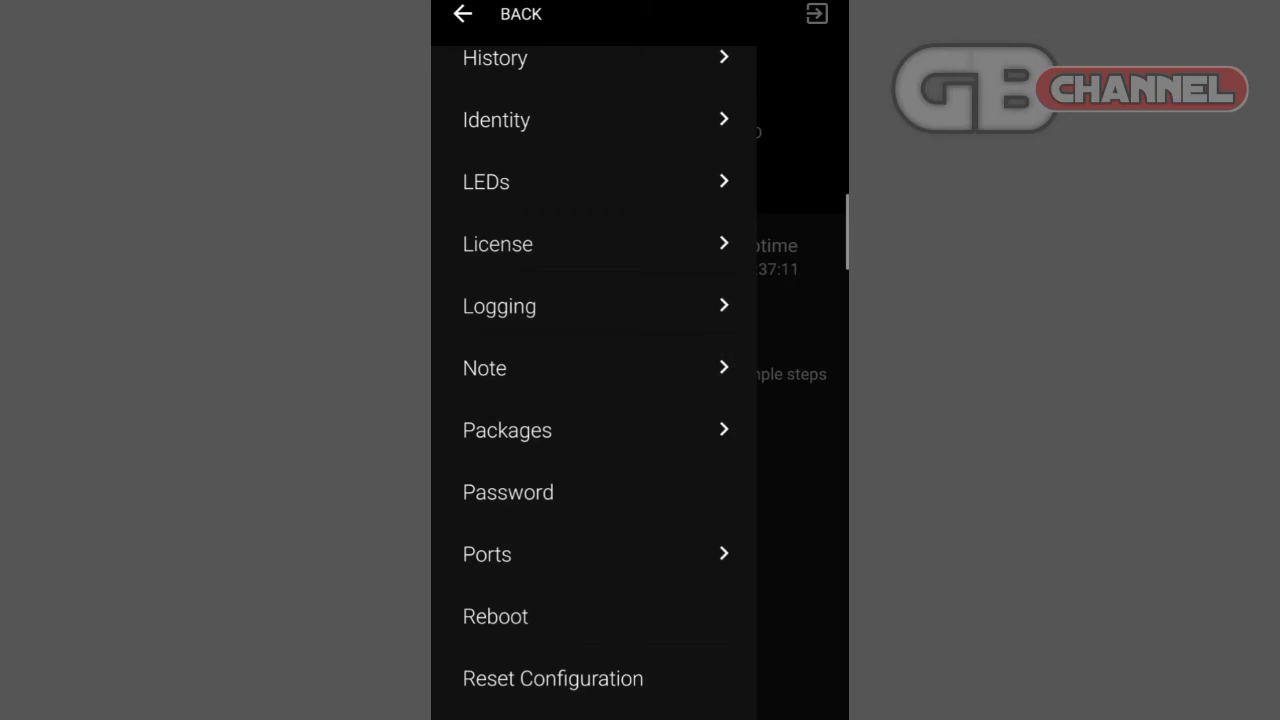 BACK
GB CHANNEL
History
Identity
LEDs
License
ptime
:37:11
Logging
Note
mple steps
Packages
Password
Ports
Reboot
Reset Configuration